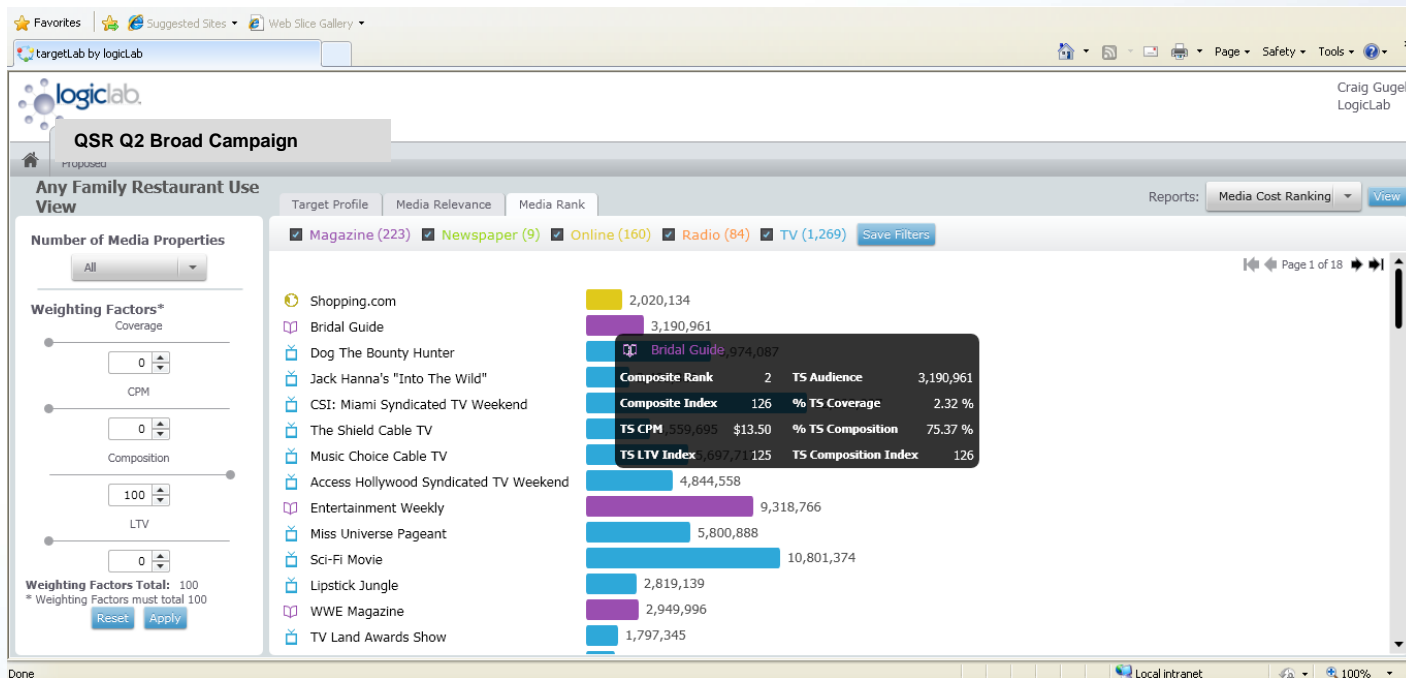 Favorites Suggested Sites Web Slice Gallery
targetLab by logicLab
Page Safety Tools
logiclab.
Craig Gugel
LogicLab
QSR Q2 Broad Campaign
Proposed
Any Family Restaurant Use
View
Target Profile Media Relevance Media Rank
Reports: Media Cost Ranking View
Number of Media Properties
All
Magazine (223) Newspaper (9) Online (160) Radio (84) TV (1,269) Save Filters
Page 1 of 18
Weighting Factors*
Coverage
0
CPM
0
Composition
100
LTV
0
Weighting Factors Total: 100
* Weighting Factors must total 100
Reset Apply
Shopping.com 2,020,134
Bridal Guide 3,190,961
Dog The Bounty Hunter ,974,087
Jack Hanna's "Into The Wild"
CSI: Miami Syndicated TV Weekend
The Shield Cable TV ,559,695
Music Choice Cable TV
Access Hollywood Syndicated TV Weekend 4,844,558
Entertainment Weekly 9,318,766
Miss Universe Pageant 5,800,888
Sci-Fi Movie 10,801,374
Lipstick Jungle 2,819,139
WWE Magazine 2,949,996
TV Land Awards Show 1,797,345
Bridal Guide
Composite Rank 2 TS Audience 3,190,961
Composite Index 126 % TS Coverage 2.32 %
TS CPM $13.50 % TS Composition 75.37 %
TS LTV Index 125 TS Composition Index 126
Done Local intranet 100%